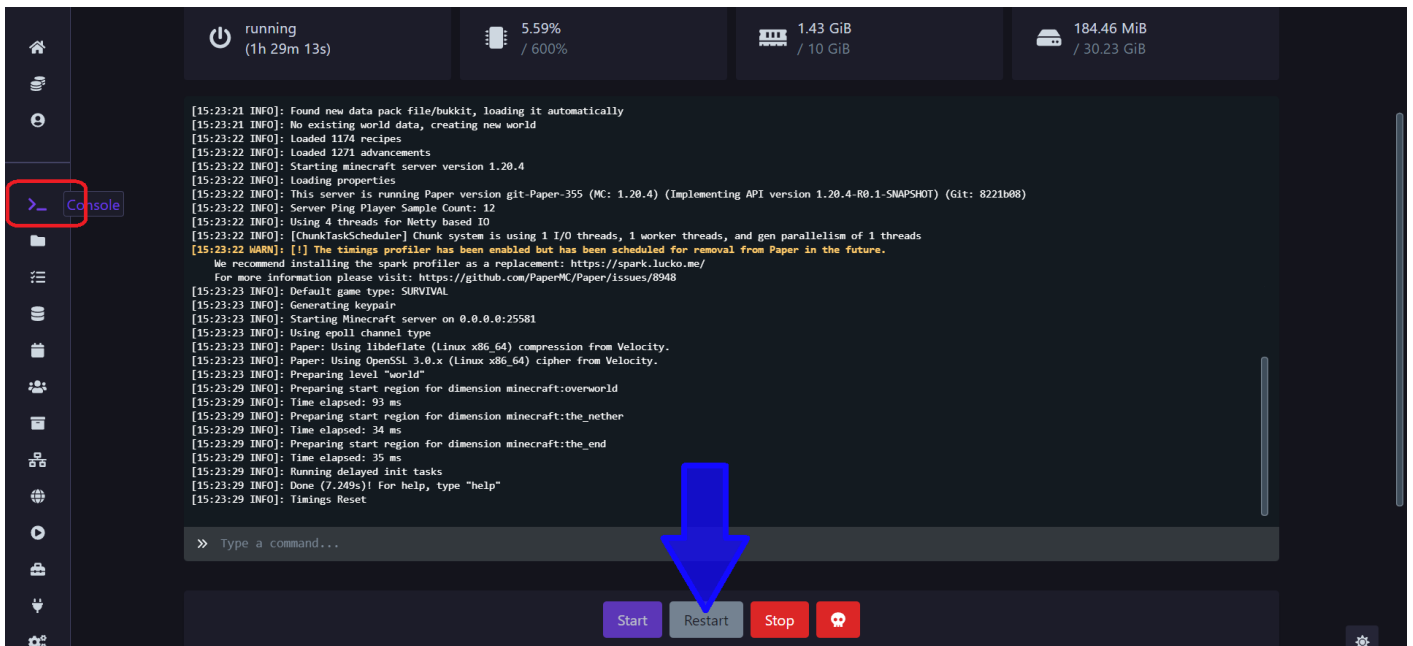 running
(1h 29m 13s)
5.59%
/ 600%
1.43 GiB
/ 10 GiB
184.46 MiB
/ 30.23 GiB
Console
[15:23:21 INFO]: Found new data pack file/bukkit, loading it automatically
[15:23:21 INFO]: No existing world data, creating new world
[15:23:22 INFO]: Loaded 1174 recipes
[15:23:22 INFO]: Loaded 1271 advancements
[15:23:22 INFO]: Starting minecraft server version 1.20.4
[15:23:22 INFO]: Loading properties
[15:23:22 INFO]: This server is running Paper version git-Paper-355 (MC: 1.20.4) (Implementing API version 1.20.4-R0.1-SNAPSHOT) (Git: 8221b08)
[15:23:22 INFO]: Server Ping Player Sample Count: 12
[15:23:22 INFO]: Using 4 threads for Netty based IO
[15:23:22 INFO]: [ChunkTaskScheduler] Chunk system is using 1 I/O threads, 1 worker threads, and gen parallelism of 1 threads
[15:23:22 WARN]: [!] The timings profiler has been enabled but has been scheduled for removal from Paper in the future.
We recommend installing the spark profiler as a replacement: https://spark.lucko.me/
For more information please visit: https://github.com/PaperMC/Paper/issues/8948
[15:23:23 INFO]: Default game type: SURVIVAL
[15:23:23 INFO]: Generating keypair
[15:23:23 INFO]: Starting Minecraft server on 0.0.0.0:25581
[15:23:23 INFO]: Using epoll channel type
[15:23:23 INFO]: Paper: Using libdeflate (Linux x86_64) compression from Velocity.
[15:23:23 INFO]: Paper: Using OpenSSL 3.0.x (Linux x86_64) cipher from Velocity.
[15:23:23 INFO]: Preparing level "world"
[15:23:29 INFO]: Preparing start region for dimension minecraft:overworld
[15:23:29 INFO]: Time elapsed: 93 ms
[15:23:29 INFO]: Preparing start region for dimension minecraft:the_nether
[15:23:29 INFO]: Time elapsed: 34 ms
[15:23:29 INFO]: Preparing start region for dimension minecraft:the_end
[15:23:29 INFO]: Time elapsed: 35 ms
[15:23:29 INFO]: Running delayed init tasks
[15:23:29 INFO]: Done (7.249s)! For help, type "help"
[15:23:29 INFO]: Timings Reset
» Type a command...
Start
Restart
Stop